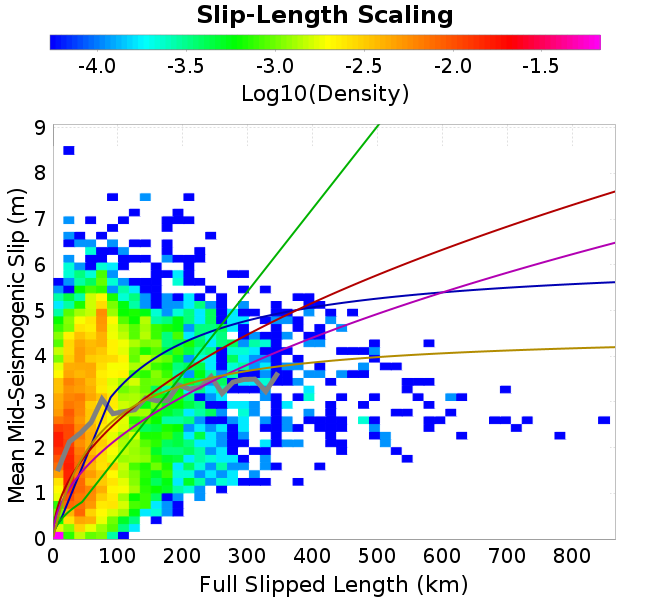 Slip-Length Scaling
-4.0 -3.5 -3.0 -2.5 -2.0 -1.5
Log10(Density)
Mean Mid-Seismogenic Slip (m)
9
8
7
6
5
4
3
2
1
0
0 100 200 300 400 500 600 700 800
Full Slipped Length (km)